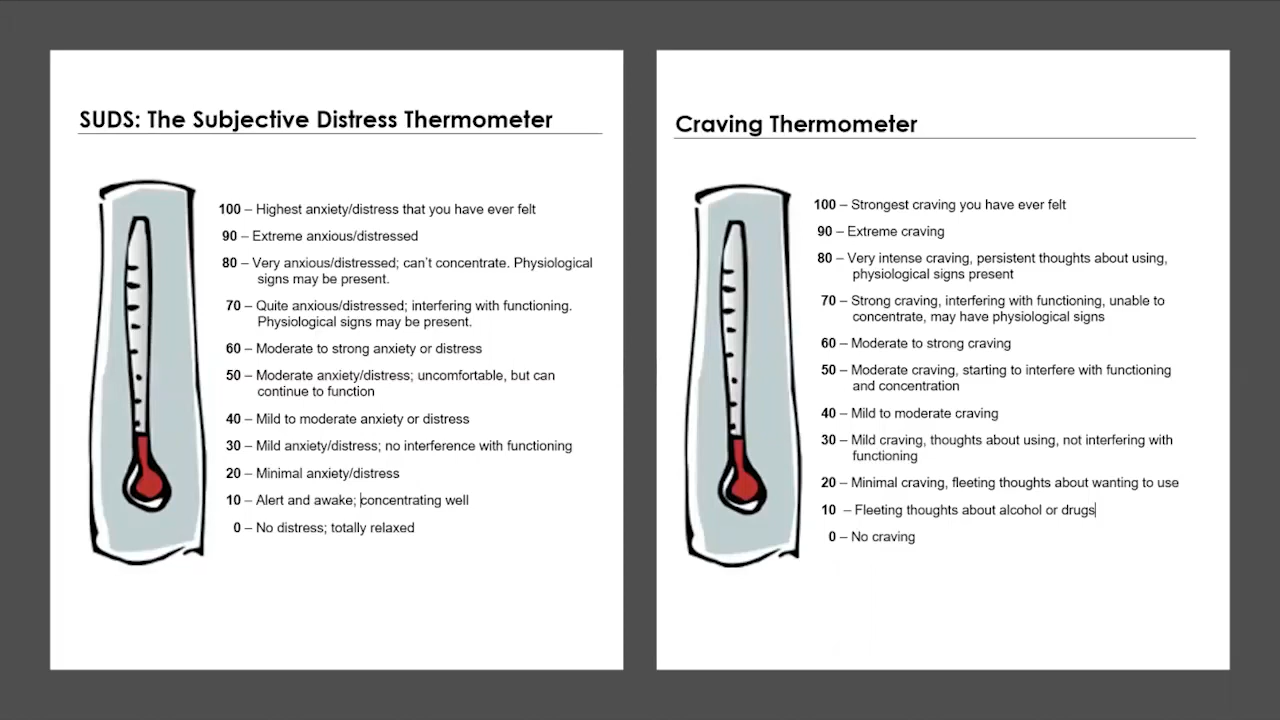 SUDS: The Subjective Distress Thermometer
100 – Highest anxiety/distress that you have ever felt
90 – Extreme anxious/distressed
80 – Very anxious/distressed; can't concentrate. Physiological
signs may be present.
70 – Quite anxious/distressed; interfering with functioning.
Physiological signs may be present.
60 – Moderate to strong anxiety or distress
50 – Moderate anxiety/distress; uncomfortable, but can
continue to function
40 – Mild to moderate anxiety or distress
30 – Mild anxiety/distress; no interference with functioning
20 – Minimal anxiety/distress
10 – Alert and awake; concentrating well
0 – No distress; totally relaxed
Craving Thermometer
100 – Strongest craving you have ever felt
90 – Extreme craving
80 – Very intense craving, persistent thoughts about using,
physiological signs present
70 – Strong craving, interfering with functioning, unable to
concentrate, may have physiological signs
60 – Moderate to strong craving
50 – Moderate craving, starting to interfere with functioning
and concentration
40 – Mild to moderate craving
30 – Mild craving, thoughts about using, not interfering with
functioning
20 – Minimal craving, fleeting thoughts about wanting to use
10 – Fleeting thoughts about alcohol or drugs
0 – No craving